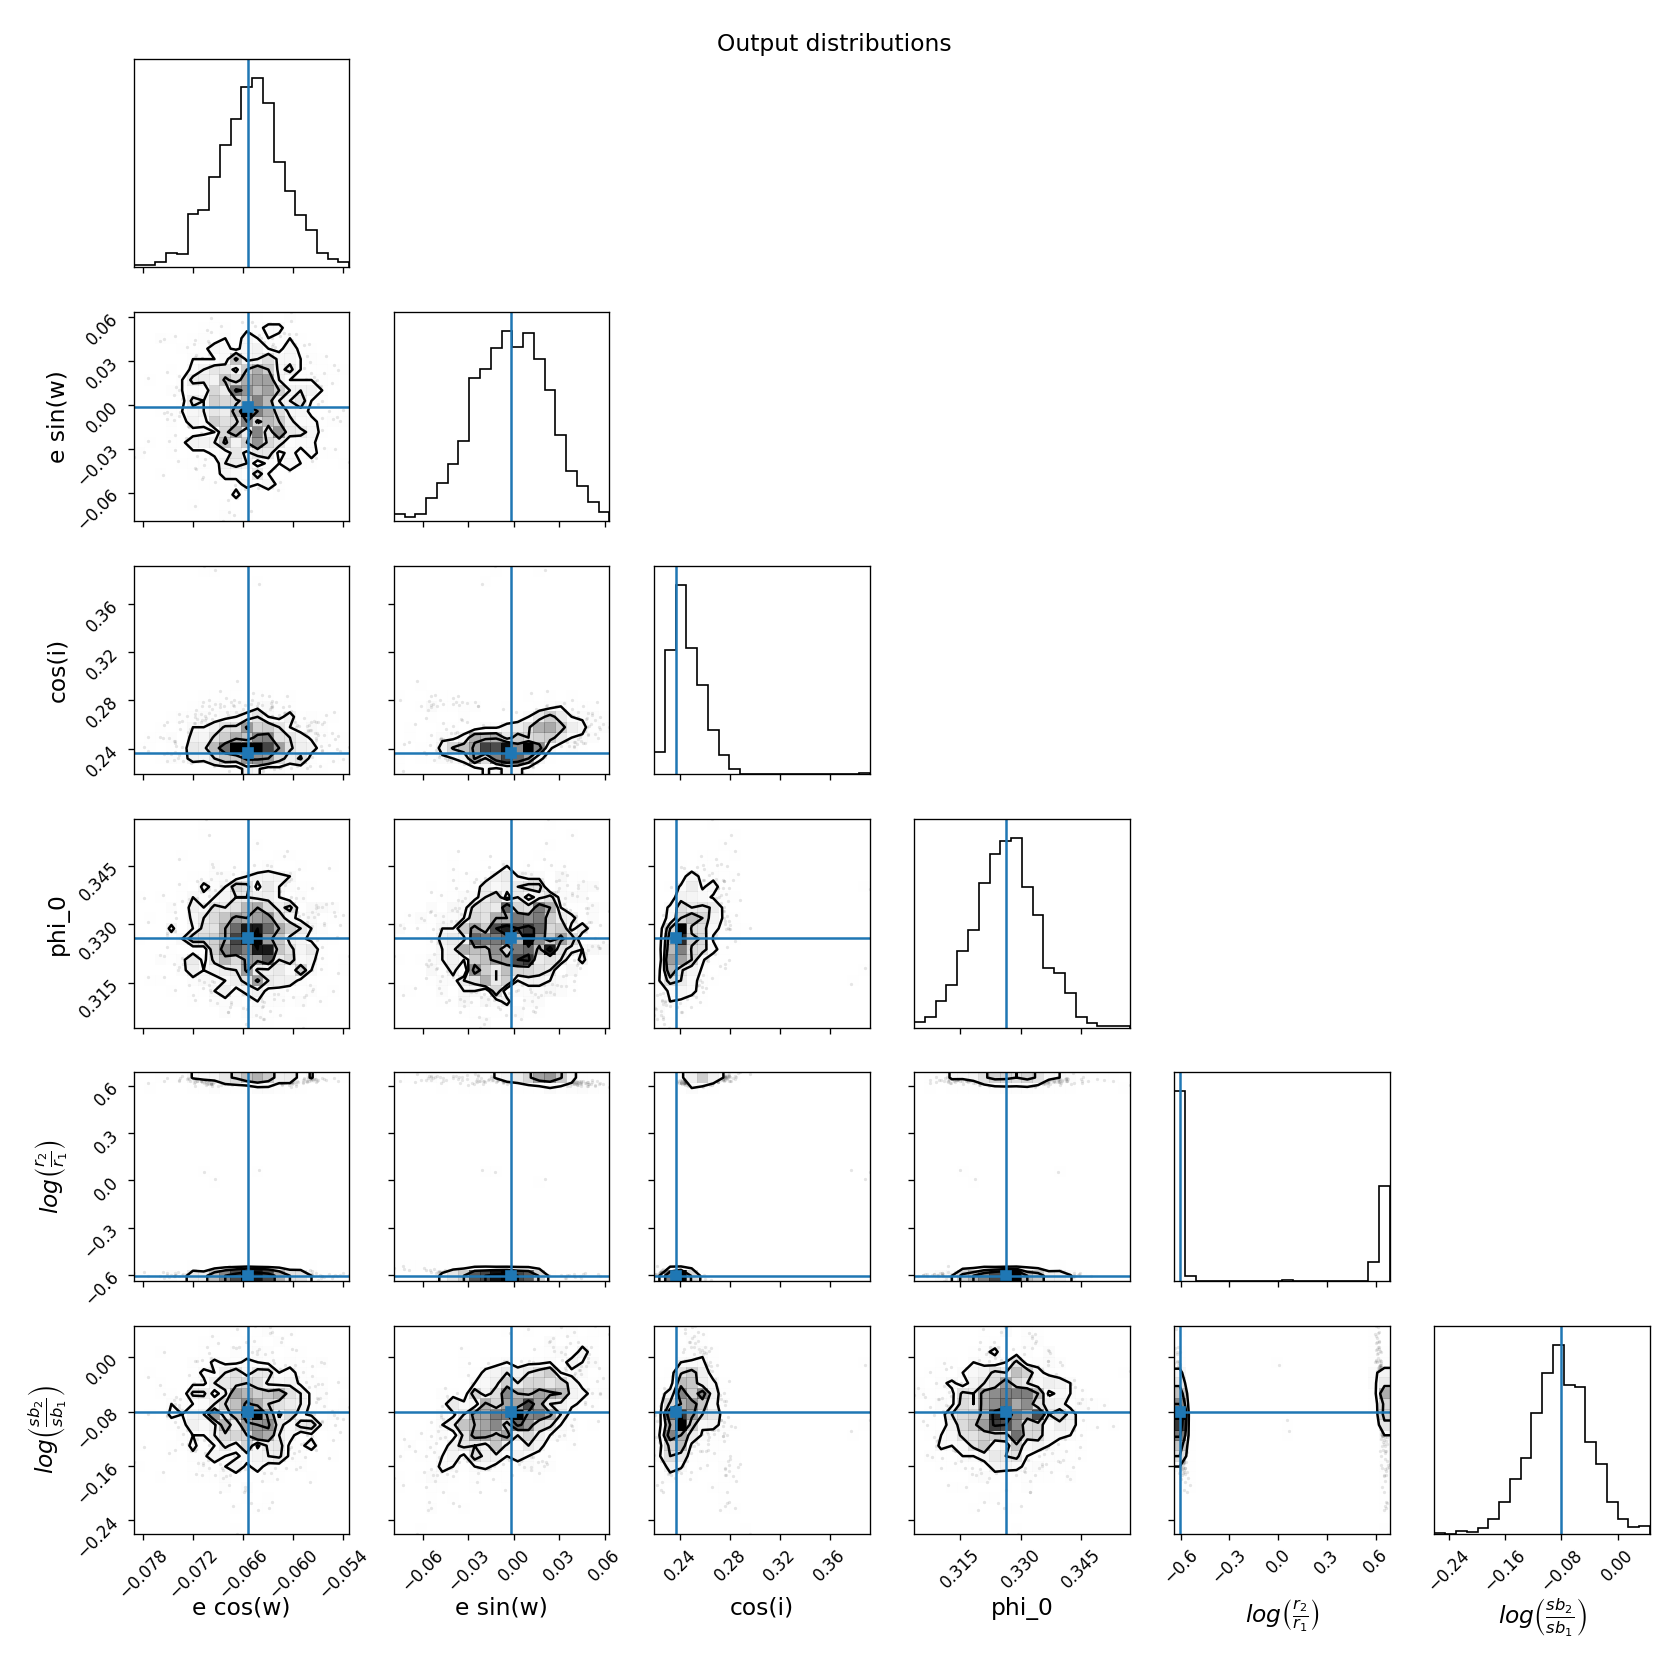 Output distributions
e sin(w)
0.06
0.03
0.00
−0.03
−0.06
cos(i)
0.36
0.32
0.28
0.24
phi_0
0.345
0.330
0.315
log(r2/r1)
0.6
0.3
0.0
−0.3
−0.6
log(sb2/sb1)
0.00
−0.08
−0.16
−0.24
−0.078 −0.072 −0.066 −0.060 −0.054
e cos(w)
−0.06 −0.03 0.00 0.03 0.06
e sin(w)
0.24 0.28 0.32 0.36
cos(i)
0.315 0.330 0.345
phi_0
−0.6 −0.3 0.0 0.3 0.6
log(r2/r1)
−0.24 −0.16 −0.08 0.00
log(sb2/sb1)